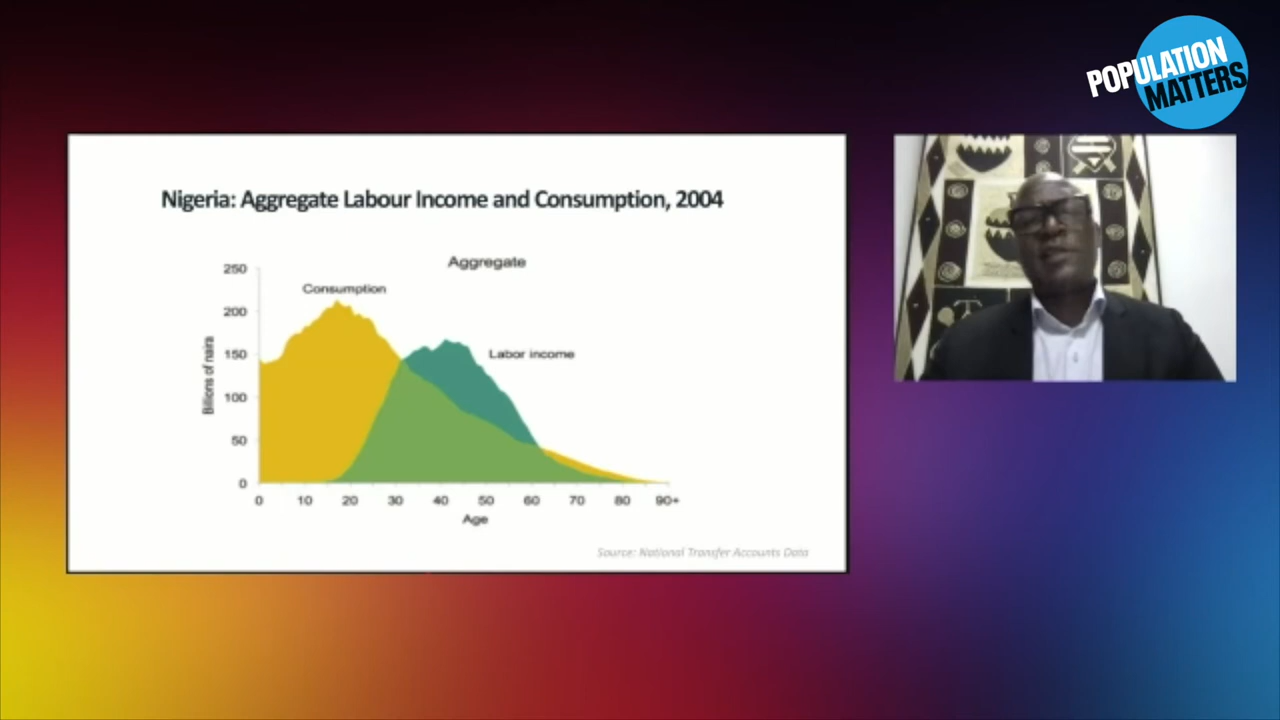 POPULATION
MATTERS
Nigeria: Aggregate Labour Income and Consumption, 2004
Aggregate
250
Consumption
200
150
Labor income
Billions of naira
100
50
0
0 10 20 30 40 50 60 70 80 90+
Age
Source: National Transfer Accounts Data